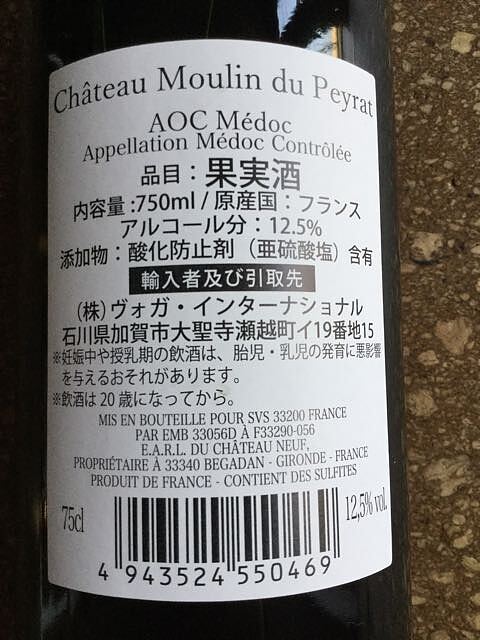 Château Moulin du Peyrat
AOC Médoc
Appellation Médoc Contrôlée
品目：果実酒
内容量：750ml / 原産国：フランス
アルコール分：12.5%
添加物：酸化防止剤（亜硫酸塩）含有
輸入者及び引取先
（株）ヴォガ・インターナショナル
石川県加賀市大聖寺瀬越町イ19番地15
※妊娠中や授乳期の飲酒は、胎児・乳児の発育に悪影響
を与えるおそれがあります。
※飲酒は20歳になってから。
MIS EN BOUTEILLE POUR SVS 33200 FRANCE
PAR EMB 33056D À F33290-056
E.A.R.L. DU CHÂTEAU NEUF,
PROPRIÉTAIRE À 33340 BEGADAN - GIRONDE - FRANCE
PRODUIT DE FRANCE - CONTIENT DES SULFITES
75cl
12,5% vol.
4 943524 550469